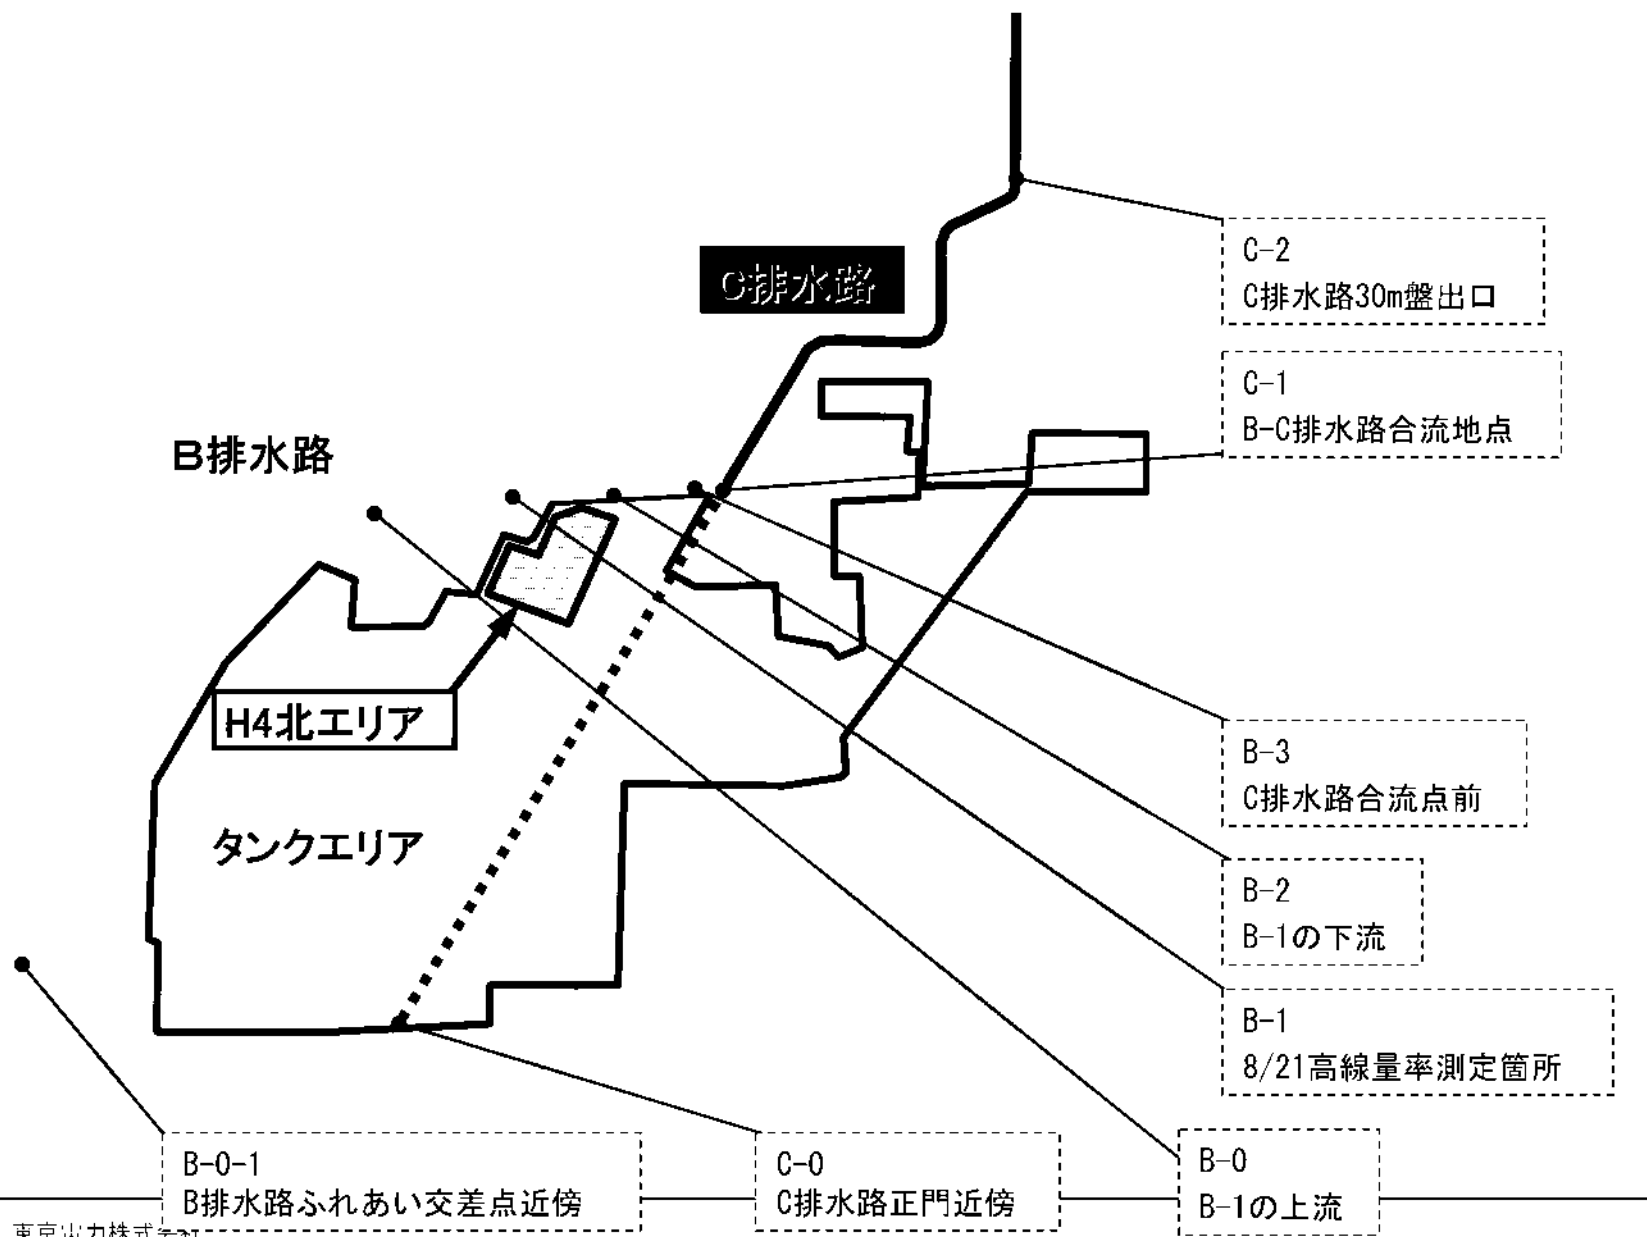 C排水路
C-2
C排水路30m盤出口
C-1
B-C排水路合流地点
B排水路
H4北エリア
タンクエリア
B-3
C排水路合流点前
B-2
B-1の下流
B-1
8/21高線量率測定箇所
B-0
B-1の上流
C-0
C排水路正門近傍
B-0-1
B排水路ふれあい交差点近傍